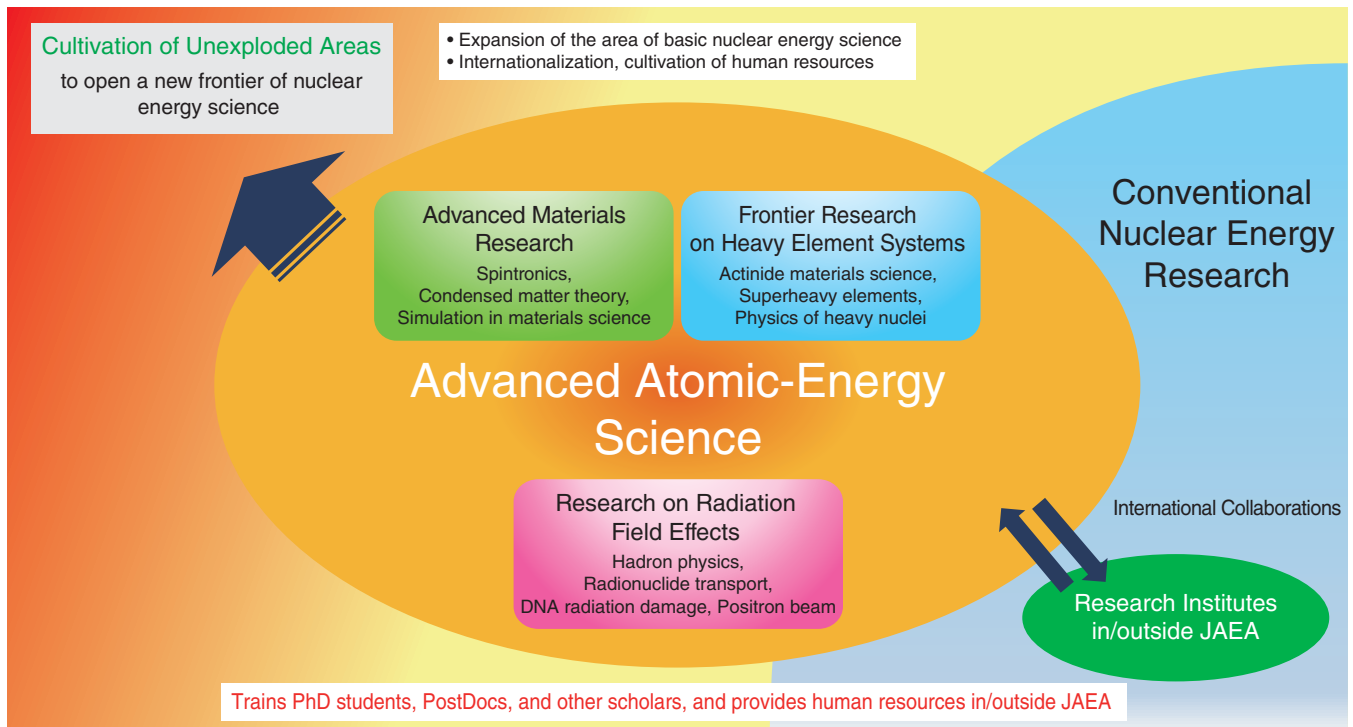 Cultivation of Unexploded Areas
to open a new frontier of nuclear
energy science
• Expansion of the area of basic nuclear energy science
• Internationalization, cultivation of human resources
Advanced Materials
Research
Spintronics,
Condensed matter theory,
Simulation in materials science
Frontier Research
on Heavy Element Systems
Actinide materials science,
Superheavy elements,
Physics of heavy nuclei
Conventional
Nuclear Energy
Research
Advanced Atomic-Energy
Science
Research on Radiation
Field Effects
Hadron physics,
Radionuclide transport,
DNA radiation damage, Positron beam
International Collaborations
Research Institutes
in/outside JAEA
Trains PhD students, PostDocs, and other scholars, and provides human resources in/outside JAEA